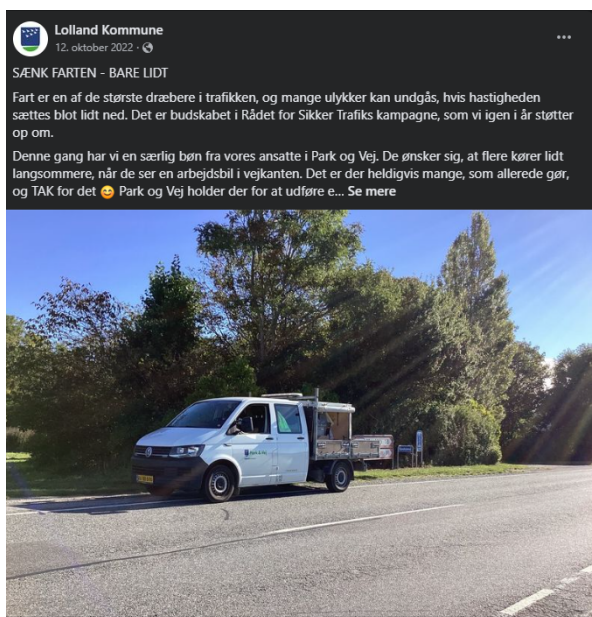 Lolland Kommune
12. oktober 2022 ·
SÆNK FARTEN - BARE LIDT
Fart er en af de største dræbere i trafikken, og mange ulykker kan undgås, hvis hastigheden
sættes blot lidt ned. Det er budskabet i Rådet for Sikker Trafiks kampagne, som vi igen i år støtter
op om.
Denne gang har vi en særlig bøn fra vores ansatte i Park og Vej. De ønsker sig, at flere kører lidt
langsommere, når de ser en arbejdsbil i vejkanten. Det er der heldigvis mange, som allerede gør,
og TAK for det 😊 Park og Vej holder der for at udføre e... Se mere